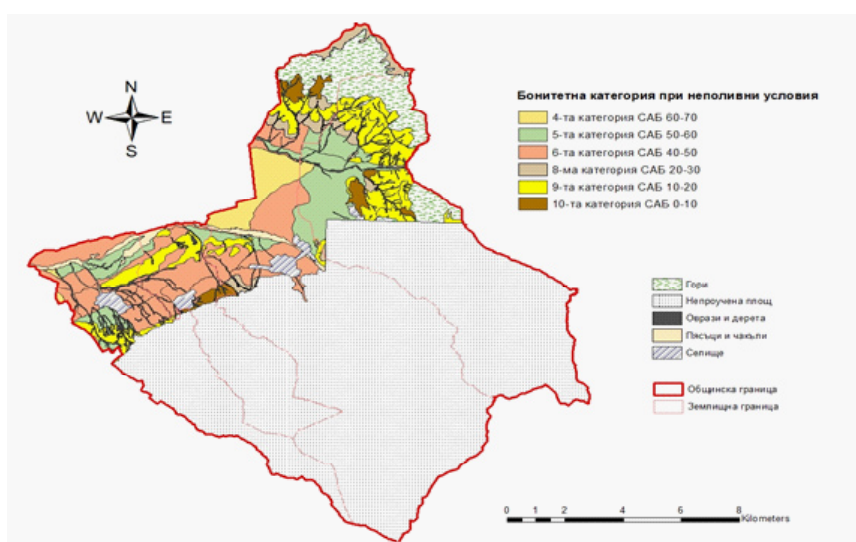 N
W E
S
Бонитетна категория при неполивни условия
4-та категория САБ 60-70
5-та категория САБ 50-60
6-та категория САБ 40-50
8-ма категория САБ 20-30
9-та категория САБ 10-20
10-та категория САБ 0-10
Гори
Непроучена площ
Оврази и дерета
Пясъци и чакъли
Селище
Общинска граница
Землищна граница
0 1 2 4 6 8
Kilometers